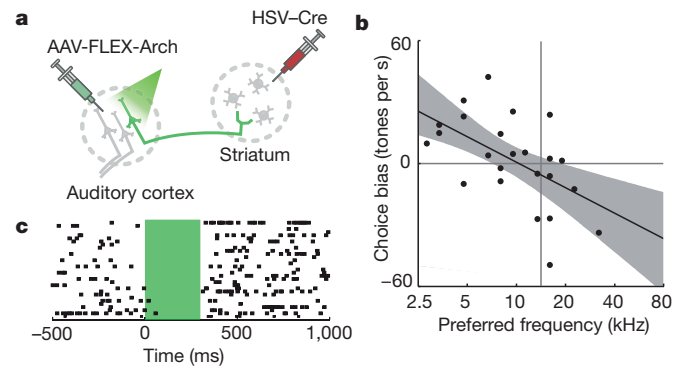 a
HSV–Cre
AAV-FLEX-Arch
Striatum
Auditory cortex
b
60
0
−60
Choice bias (tones per s)
2.5 5 10 20 40 80
Preferred frequency (kHz)
c
−500 0 500 1,000
Time (ms)